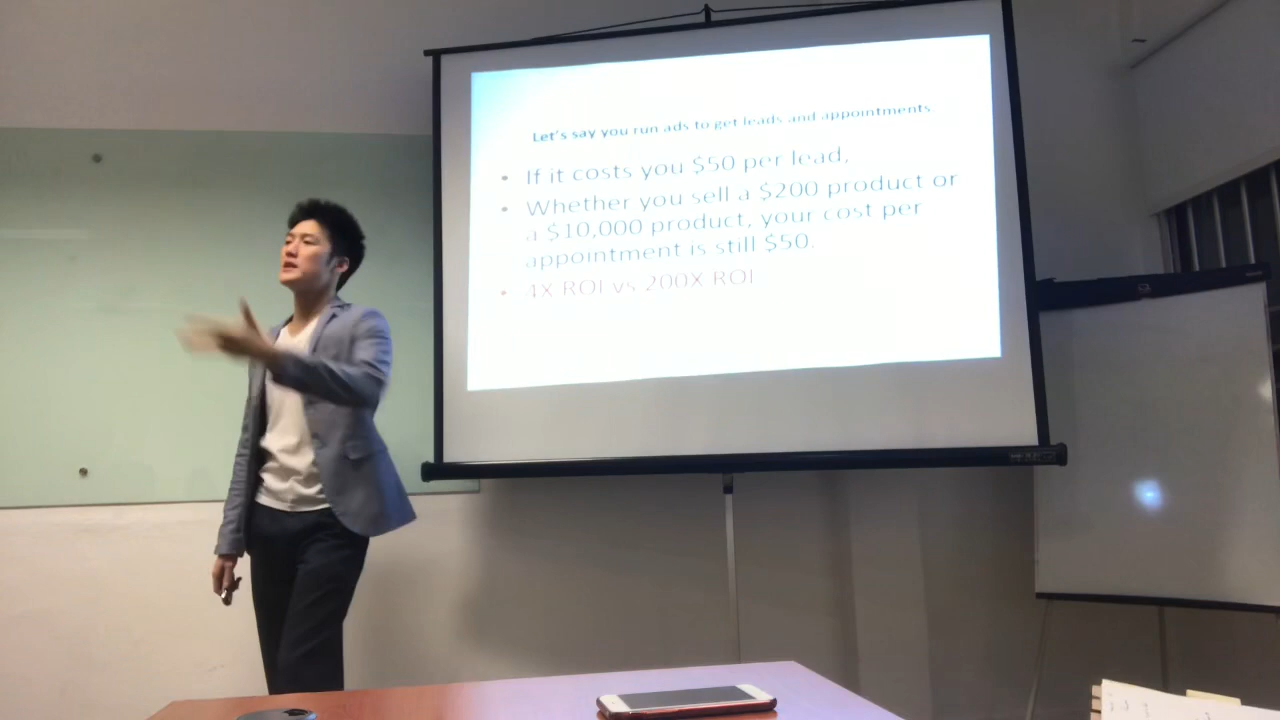 Let's say you run ads to get leads and appointments
• If it costs you $50 per lead,
• Whether you sell a $200 product or
a $10,000 product, your cost per
appointment is still $50.
• 4X ROI vs 200X ROI